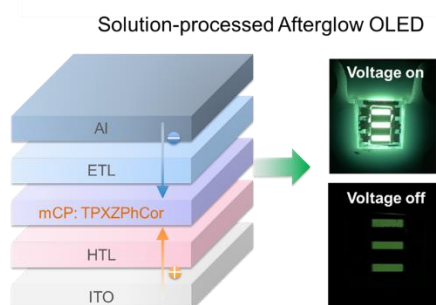 Solution-processed Afterglow OLED
Voltage on
Al
−
ETL
mCP: TPXZPhCor
HTL
+
ITO
Voltage off